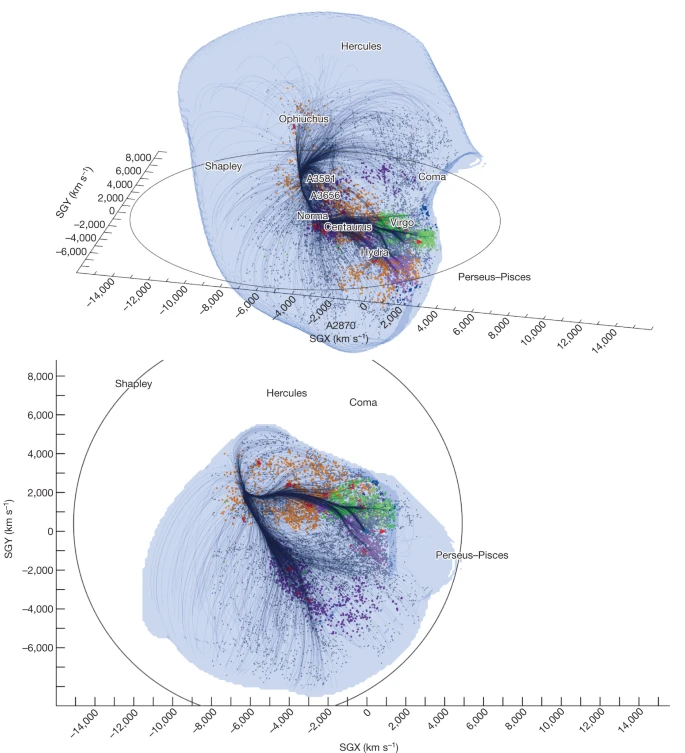 Hercules
Ophiuchus
Shapley
A3581
Coma
A3656
Norma
Virgo
Centaurus
Hydra
Perseus–Pisces
A2870
SGY (km s⁻¹)
8,000
6,000
4,000
2,000
0
–2,000
–4,000
–6,000
–14,000
–12,000
–10,000
–8,000
–6,000
–4,000
–2,000
0
2,000
4,000
6,000
8,000
10,000
12,000
14,000
SGX (km s⁻¹)
Shapley
Hercules
Coma
Perseus–Pisces
SGY (km s⁻¹)
8,000
6,000
4,000
2,000
0
–2,000
–4,000
–6,000
–14,000
–12,000
–10,000
–8,000
–6,000
–4,000
–2,000
0
2,000
4,000
6,000
8,000
10,000
12,000
14,000
SGX (km s⁻¹)